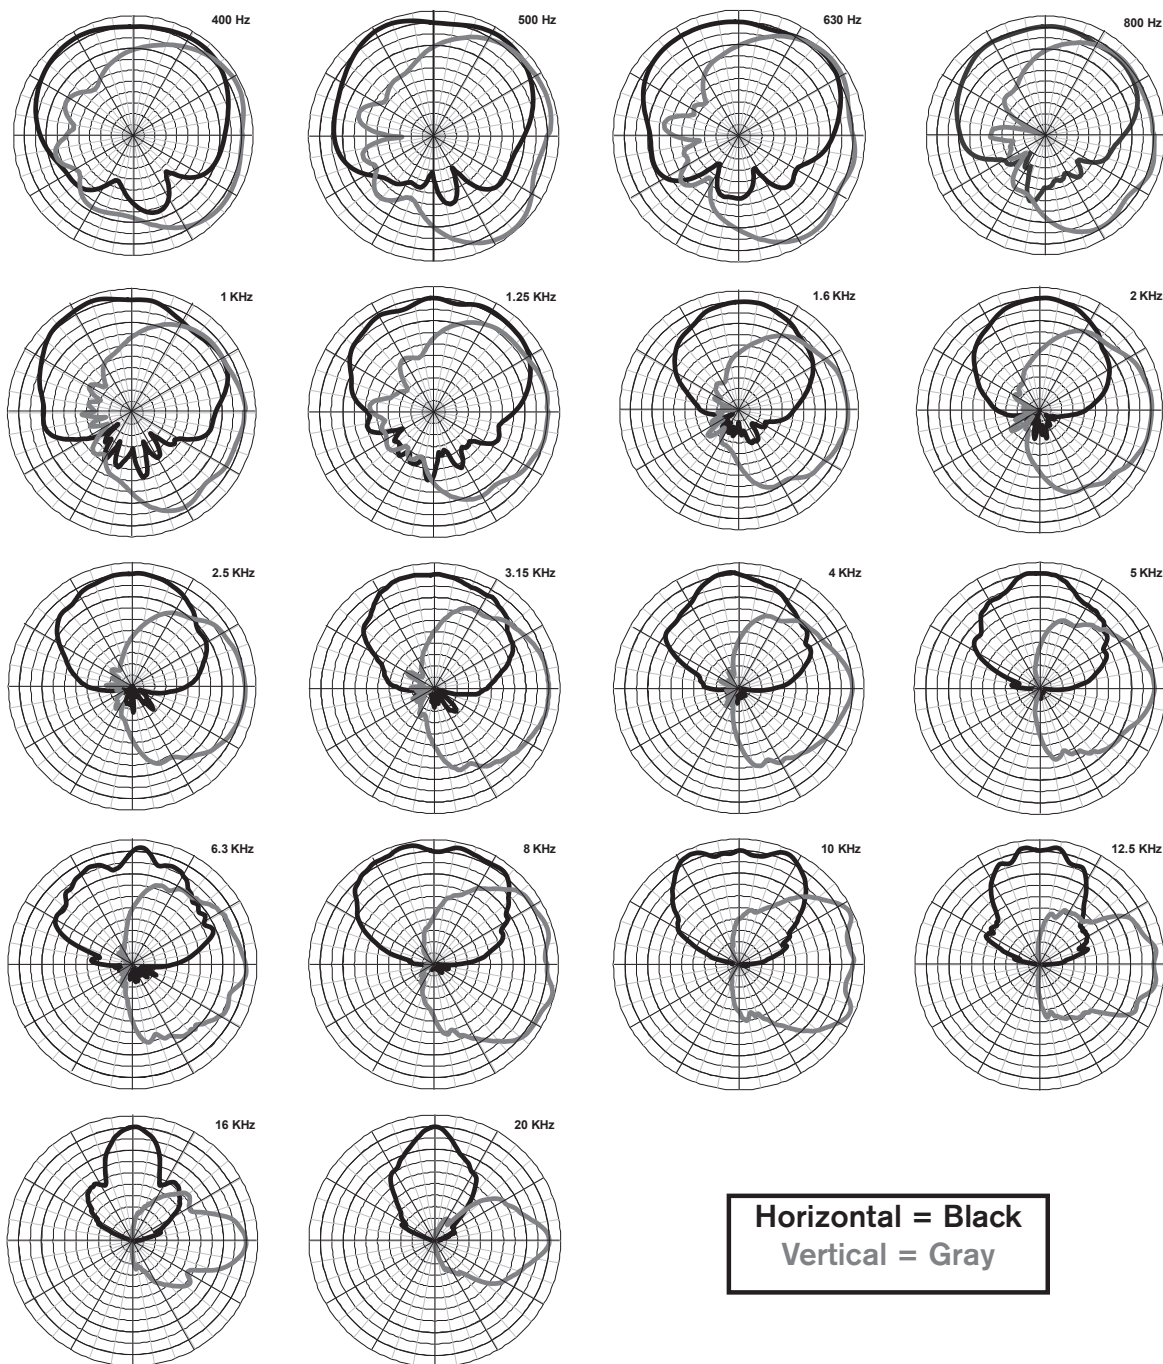 400 Hz
500 Hz
630 Hz
800 Hz
1 KHz
1.25 KHz
1.6 KHz
2 KHz
2.5 KHz
3.15 KHz
4 KHz
5 KHz
6.3 KHz
8 KHz
10 KHz
12.5 KHz
16 KHz
20 KHz
Horizontal = Black
Vertical = Gray